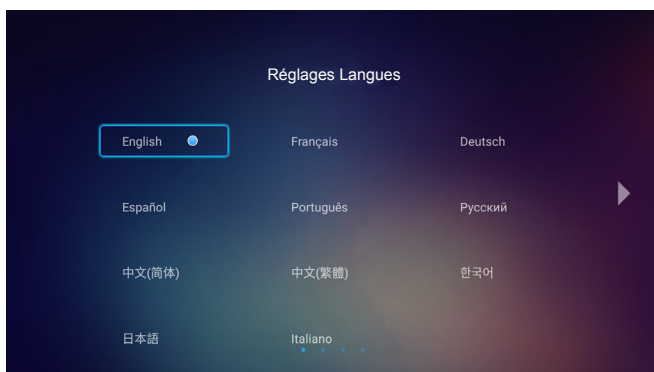 Réglages Langues
English
Français
Deutsch
Español
Português
Русский
中文(简体)
中文(繁體)
한국어
日本語
Italiano